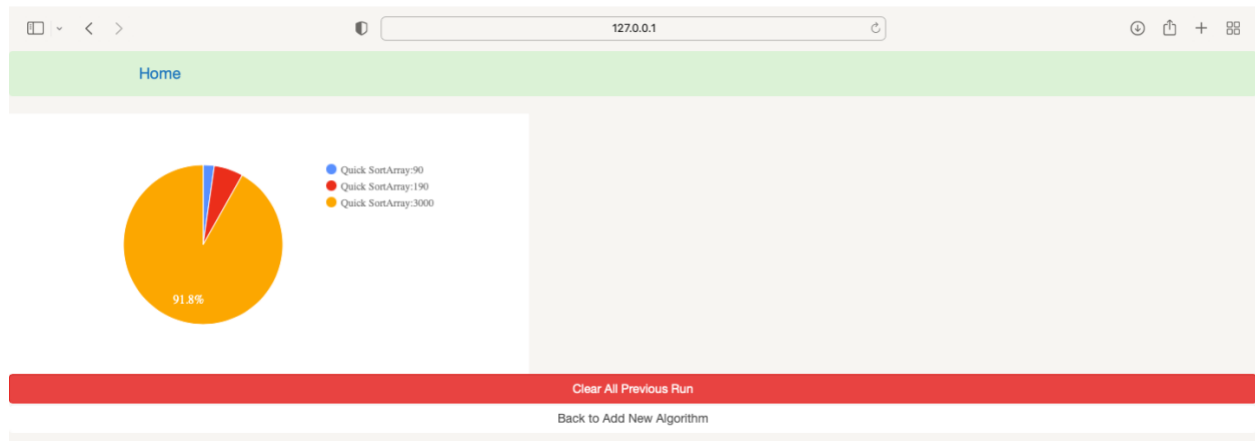 127.0.0.1
Home
Quick SortArray:90
Quick SortArray:190
Quick SortArray:3000
91.8%
Clear All Previous Run
Back to Add New Algorithm